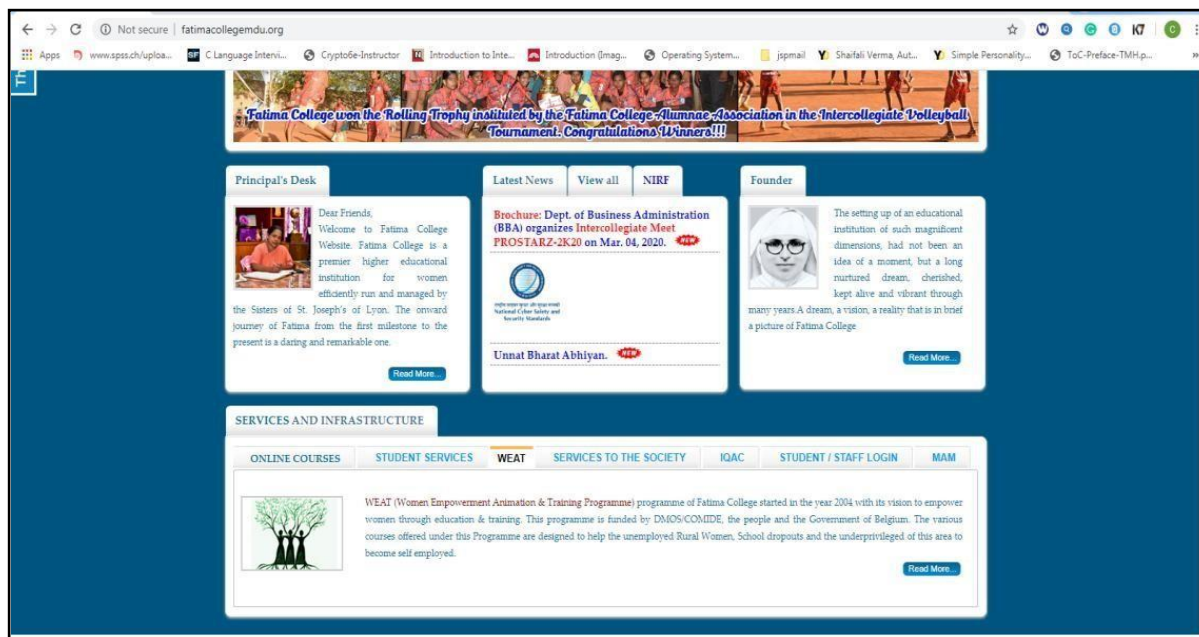 Not secure | fatimacollegemdu.org
Apps www.spss.ch/uploa... C Language Intervi... Crypto6e-Instructor Introduction to Inte... Introduction (Imag... Operating System... jspmail Shaifali Verma, Aut... Simple Personality... ToC-Preface-TMH.p...
Fatima College won the Rolling Trophy instituted by the Fatima College Alumnae Association in the Intercollegiate Volleyball
Tournament. Congratulations Winners!!!
Principal's Desk
Dear Friends,
Welcome to Fatima College
Website. Fatima College is a
premier higher educational
institution for women
efficiently run and managed by
the Sisters of St. Joseph's of Lyon. The onward
journey of Fatima from the first milestone to the
present is a daring and remarkable one.
Read More...
Latest News View all NIRF
Brochure: Dept. of Business Administration
(BBA) organizes Intercollegiate Meet
PROSTARZ-2K20 on Mar. 04, 2020. NEW
National Cyber Safety and
Security Standards
Unnat Bharat Abhiyan. NEW
Founder
The setting up of an educational
institution of such magnificent
dimensions, had not been an
idea of a moment, but a long
nurtured dream, cherished,
kept alive and vibrant through
many years.A dream, a vision, a reality that is in brief
a picture of Fatima College
Read More...
SERVICES AND INFRASTRUCTURE
ONLINE COURSES STUDENT SERVICES WEAT SERVICES TO THE SOCIETY IQAC STUDENT / STAFF LOGIN MAM
WEAT (Women Empowerment Animation & Training Programme) programme of Fatima College started in the year 2004 with its vision to empower
women through education & training. This programme is funded by DMOS/COMIDE, the people and the Government of Belgium. The various
courses offered under this Programme are designed to help the unemployed Rural Women, School dropouts and the underprivileged of this area to
become self employed.
Read More...